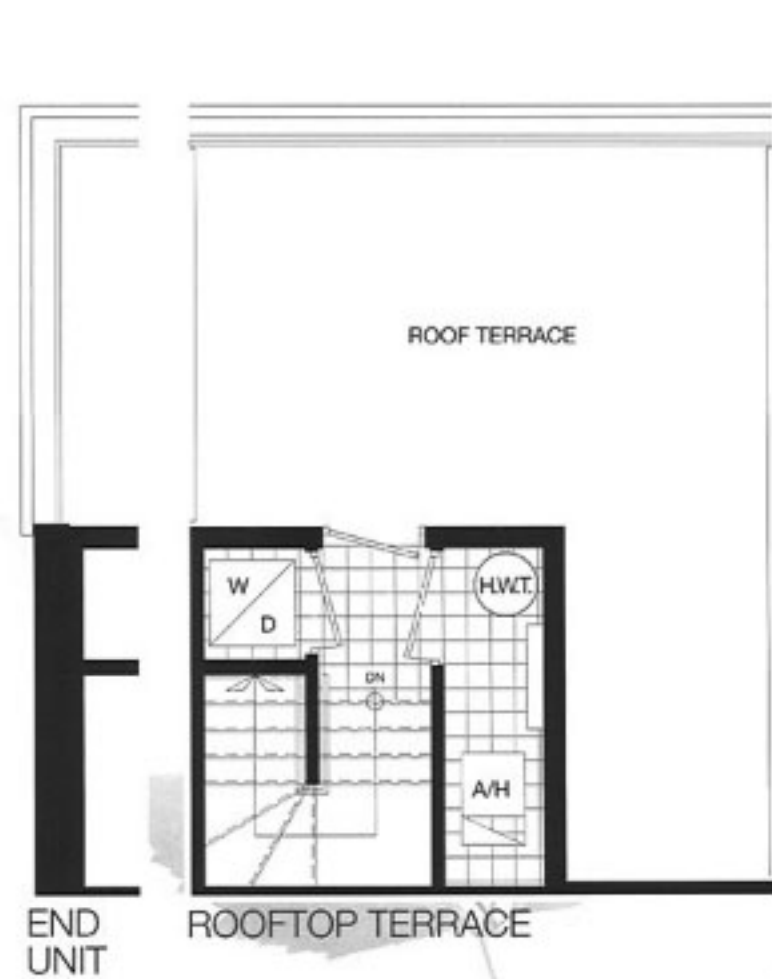 ROOF TERRACE
W
D
H.W.T.
DN
A/H
END
UNIT
ROOFTOP TERRACE